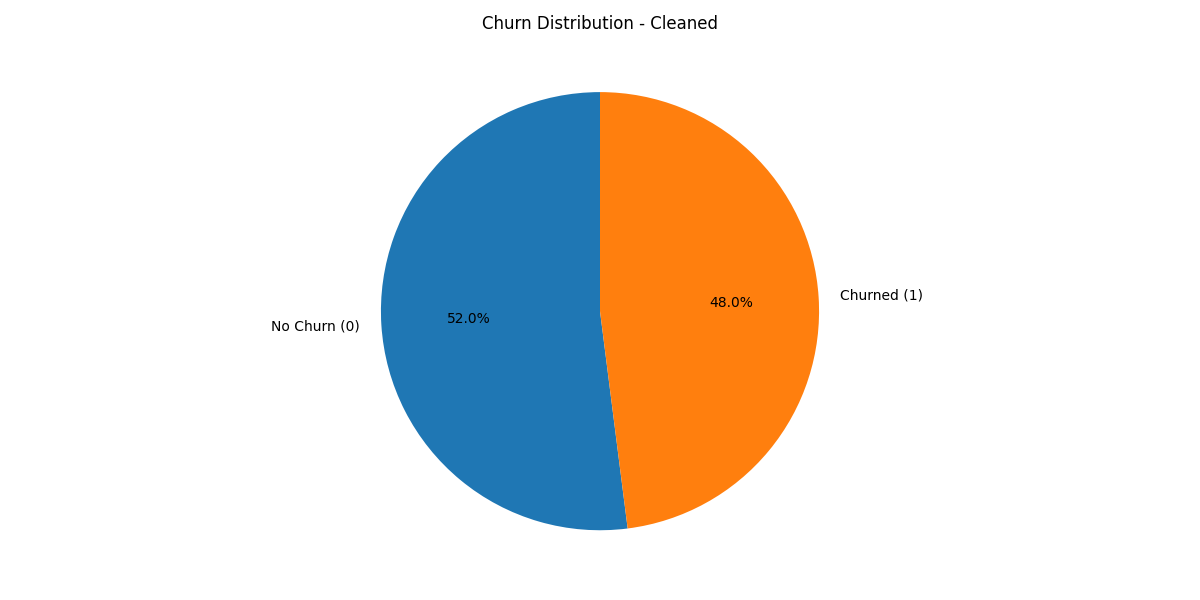 Churn Distribution - Cleaned
Churned (1)
48.0%
52.0%
No Churn (0)